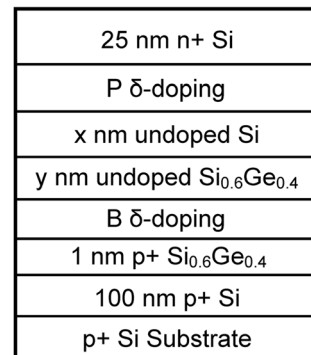 25 nm n+ Si
P δ-doping
x nm undoped Si
y nm undoped Si₀.₆Ge₀.₄
B δ-doping
1 nm p+ Si₀.₆Ge₀.₄
100 nm p+ Si
p+ Si Substrate